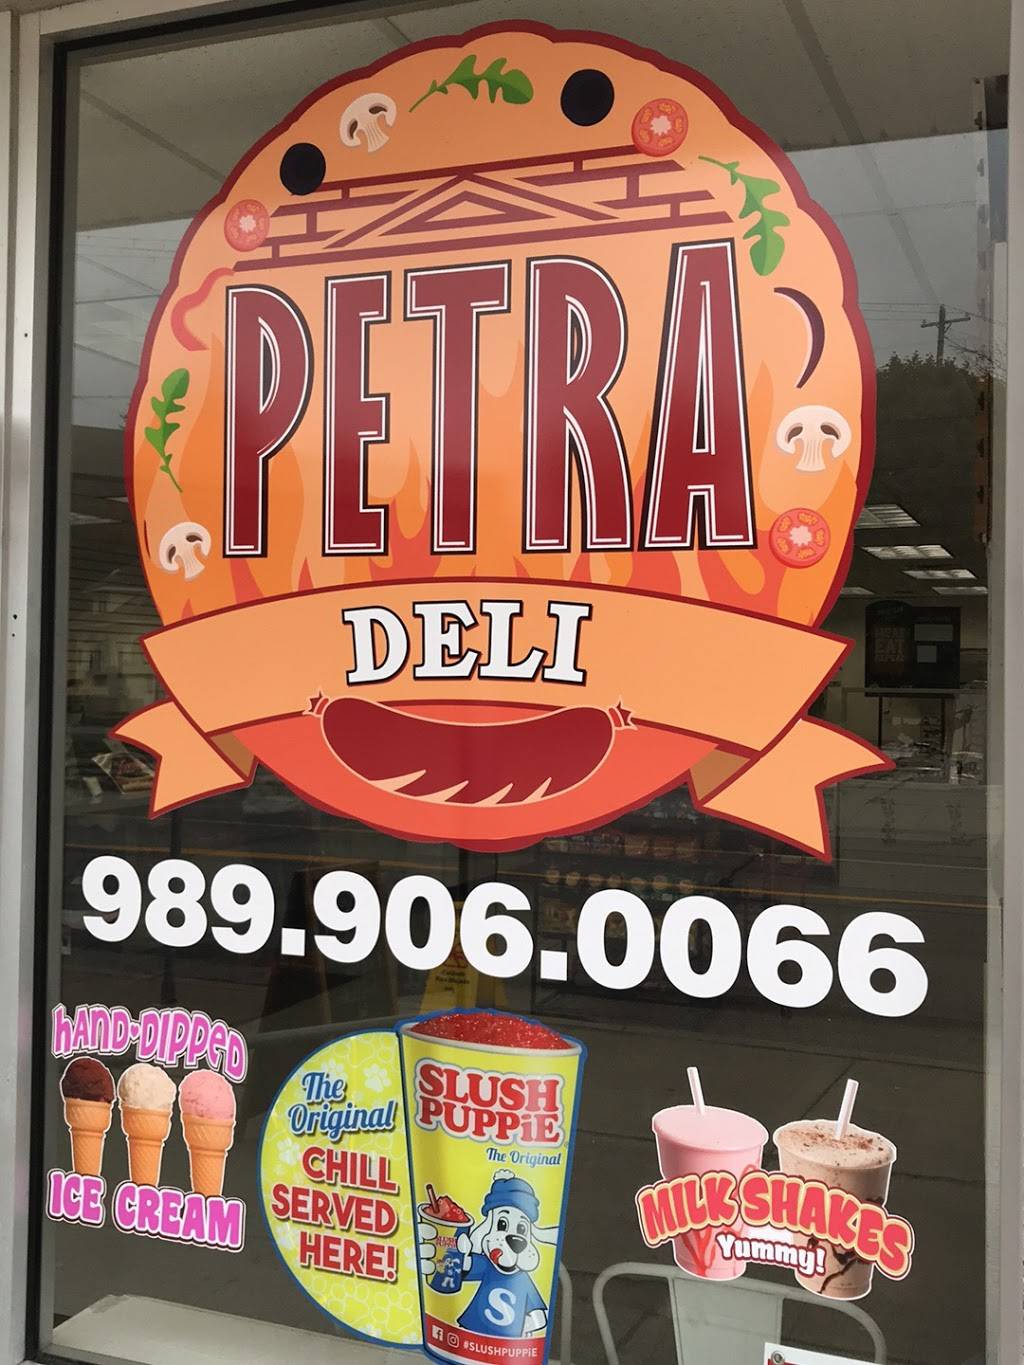 PETRA
DELI
989.906.0066
HAND-DIPPED
ICE CREAM
The
Original
CHILL
SERVED
HERE!
SLUSH
PUPPiE
The Original
S
#SLUSHPUPPiE
MILK SHAKES
Yummy!
EAT